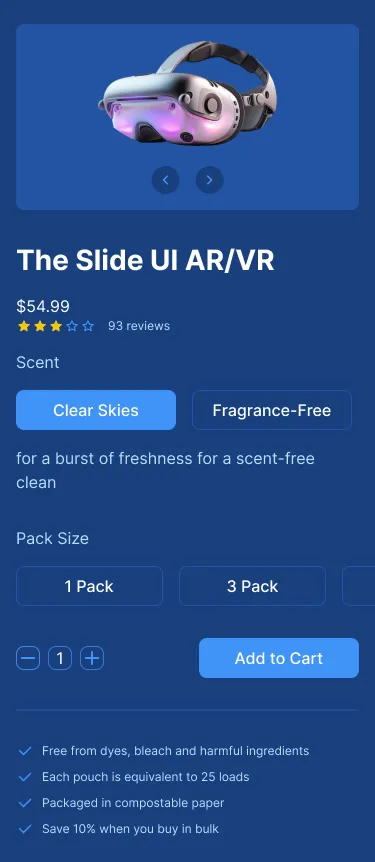 The Slide UI AR/VR
$54.99
93 reviews
Scent
Clear Skies
Fragrance-Free
for a burst of freshness for a scent-free
clean
Pack Size
1 Pack
3 Pack
1
Add to Cart
Free from dyes, bleach and harmful ingredients
Each pouch is equivalent to 25 loads
Packaged in compostable paper
Save 10% when you buy in bulk